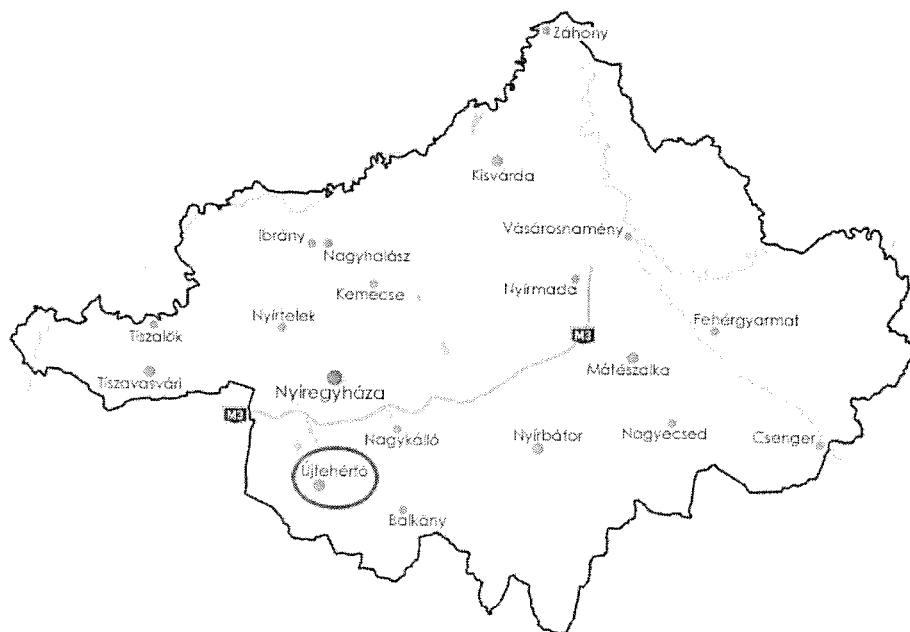 Záhony
Kisvárda
Vásárosnamény
Ibrány
Nagyhalász
Kemecse
Nyírmada
Nyírtelek
Fehérgyarmat
Tiszalök
M3
Mátészalka
Tiszavasvári
Nyíregyháza
M3
Nagykálló
Nyírbátor
Nagyecsed
Csenger
Újfehértó
Balkány